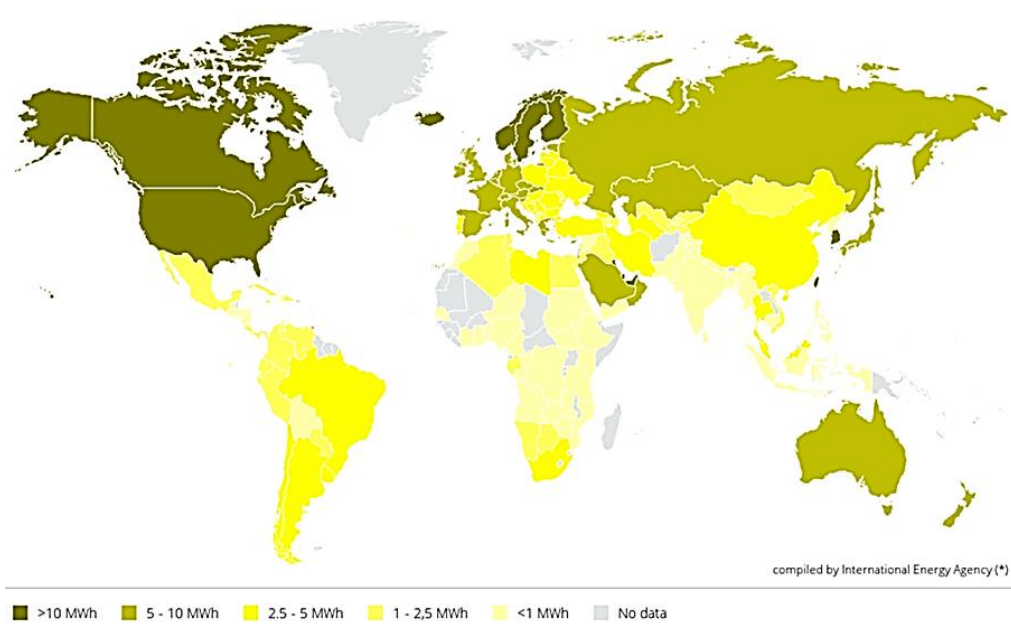 compiled by International Energy Agency (*)
>10 MWh 5 - 10 MWh 2.5 - 5 MWh 1 - 2,5 MWh <1 MWh No data